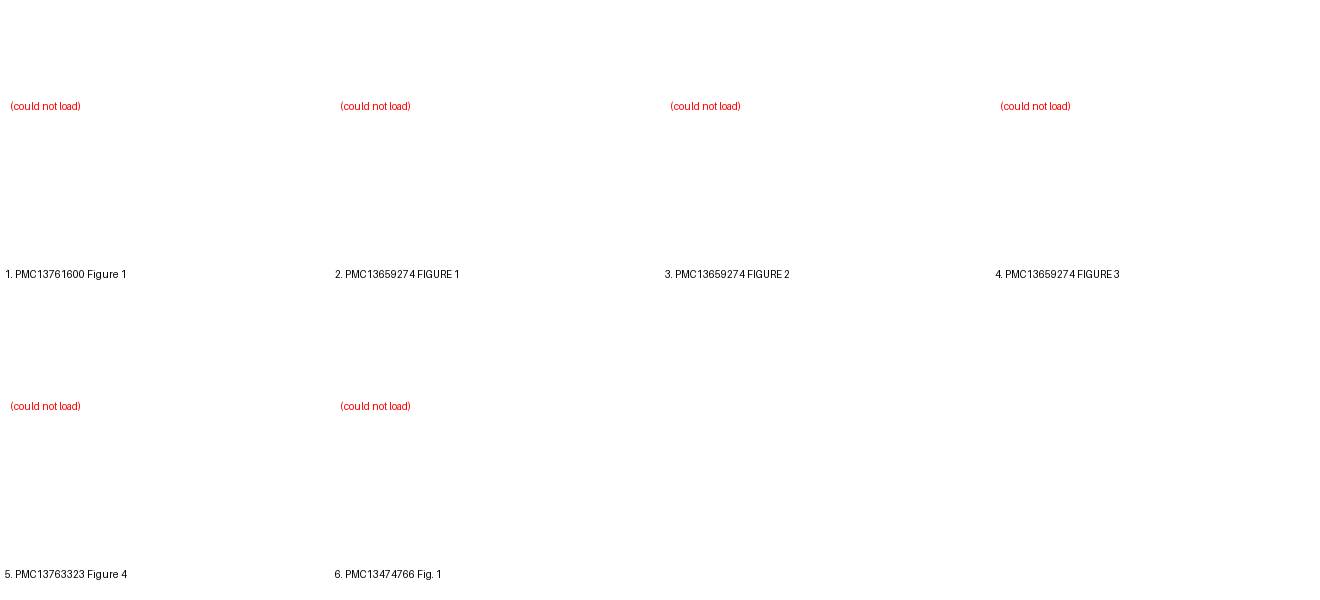 (could not load)
(could not load)
(could not load)
(could not load)
1. PMC13761600 Figure 1
2. PMC13659274 FIGURE 1
3. PMC13659274 FIGURE 2
4. PMC13659274 FIGURE 3
(could not load)
(could not load)
5. PMC13763323 Figure 4
6. PMC13474766 Fig. 1